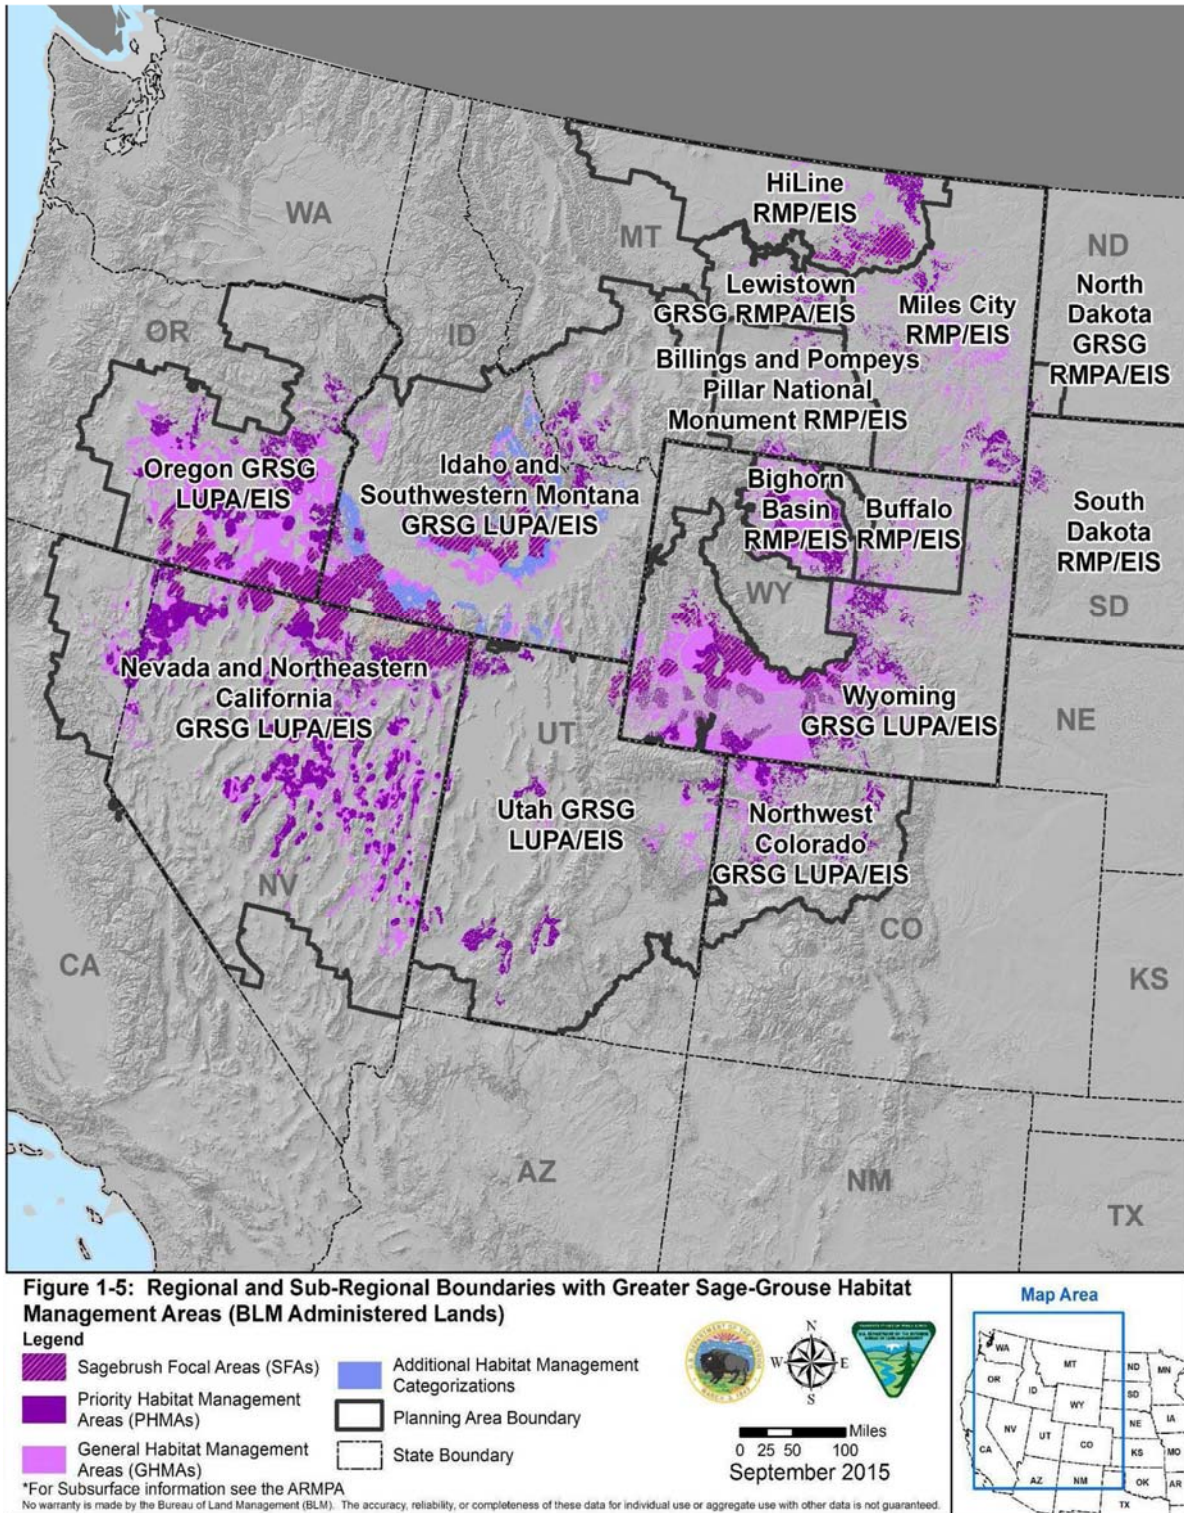 WA
MT
ND
OR
ID
HiLine
RMP/EIS
Lewistown
GRSG RMPA/EIS
Miles City
RMP/EIS
North
Dakota
GRSG
RMPA/EIS
Billings and Pompeys
Pillar National
Monument RMP/EIS
Oregon GRSG
LUPA/EIS
Idaho and
Southwestern Montana
GRSG LUPA/EIS
Bighorn
Basin
RMP/EIS
Buffalo
RMP/EIS
South
Dakota
RMP/EIS
SD
WY
Nevada and Northeastern
California
GRSG LUPA/EIS
Wyoming
GRSG LUPA/EIS
NE
UT
Utah GRSG
LUPA/EIS
Northwest
Colorado
GRSG LUPA/EIS
NV
CO
CA
KS
AZ
NM
TX
Figure 1-5: Regional and Sub-Regional Boundaries with Greater Sage-Grouse Habitat
Management Areas (BLM Administered Lands)
Legend
Sagebrush Focal Areas (SFAs)
Priority Habitat Management
Areas (PHMAs)
General Habitat Management
Areas (GHMAs)
Additional Habitat Management
Categorizations
Planning Area Boundary
State Boundary
*For Subsurface information see the ARMPA
No warranty is made by the Bureau of Land Management (BLM). The accuracy, reliability, or completeness of these data for individual use or aggregate use with other data is not guaranteed.
N
W E
S
Miles
0 25 50 100
September 2015
Map Area
WA
MT
ND
MN
OR
ID
SD
WY
IA
NE
NV
UT
CO
KS
MO
CA
AZ
NM
OK
AR
TX